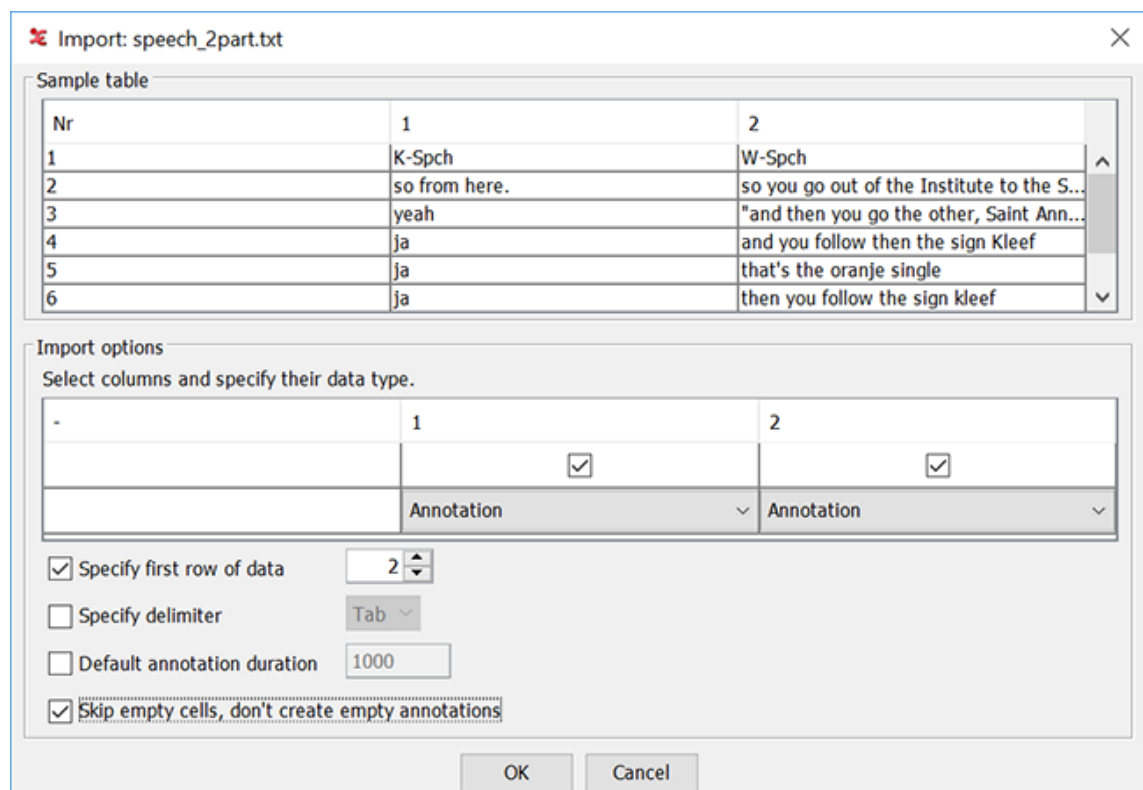 Import: speech_2part.txt
Sample table
Nr 1 2
1 K-Spch W-Spch
2 so from here. so you go out of the Institute to the S...
3 yeah "and then you go the other, Saint Ann...
4 ja and you follow then the sign Kleef
5 ja that's the oranje single
6 ja then you follow the sign kleef
Import options
Select columns and specify their data type.
- 1 2
Annotation Annotation
Specify first row of data 2
Specify delimiter Tab
Default annotation duration 1000
Skip empty cells, don't create empty annotations
OK Cancel